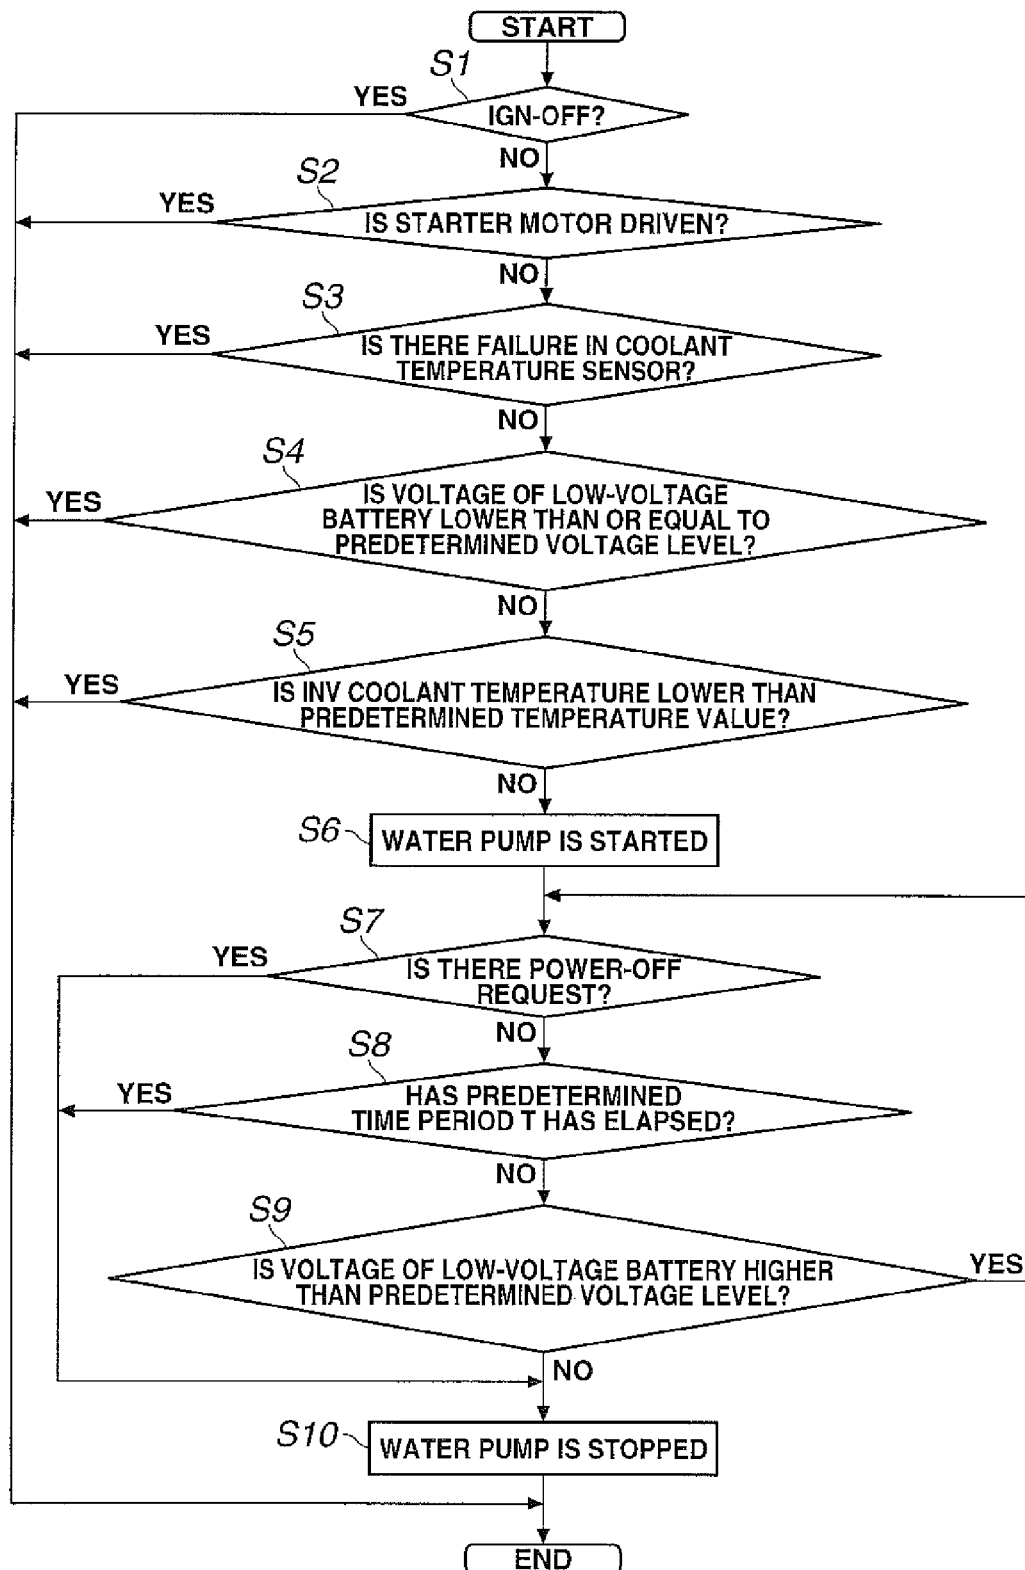 START
S1
YES
IGN-OFF?
NO
S2
YES
IS STARTER MOTOR DRIVEN?
NO
S3
YES
IS THERE FAILURE IN COOLANT
TEMPERATURE SENSOR?
NO
S4
YES
IS VOLTAGE OF LOW-VOLTAGE
BATTERY LOWER THAN OR EQUAL TO
PREDETERMINED VOLTAGE LEVEL?
NO
S5
YES
IS INV COOLANT TEMPERATURE LOWER THAN
PREDETERMINED TEMPERATURE VALUE?
NO
S6
WATER PUMP IS STARTED
S7
YES
IS THERE POWER-OFF
REQUEST?
NO
S8
YES
HAS PREDETERMINED
TIME PERIOD T HAS ELAPSED?
NO
S9
IS VOLTAGE OF LOW-VOLTAGE BATTERY HIGHER
THAN PREDETERMINED VOLTAGE LEVEL?
YES
NO
S10
WATER PUMP IS STOPPED
END